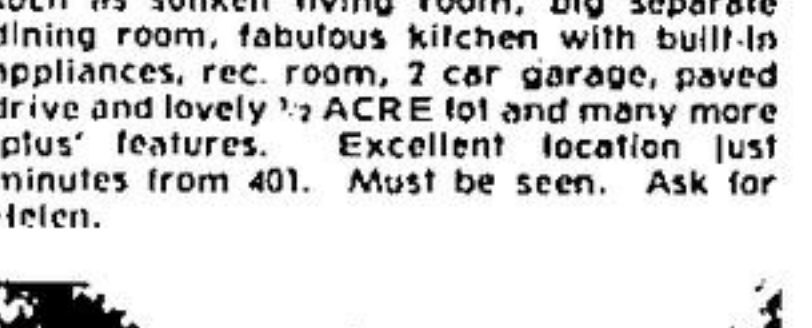 such as sunken living room, big separate
dining room, fabulous kitchen with built-in
appliances, rec. room, 2 car garage, paved
drive and lovely ½ ACRE lot and many more
plus' features. Excellent location just
minutes from 401. Must be seen. Ask for
Helen.